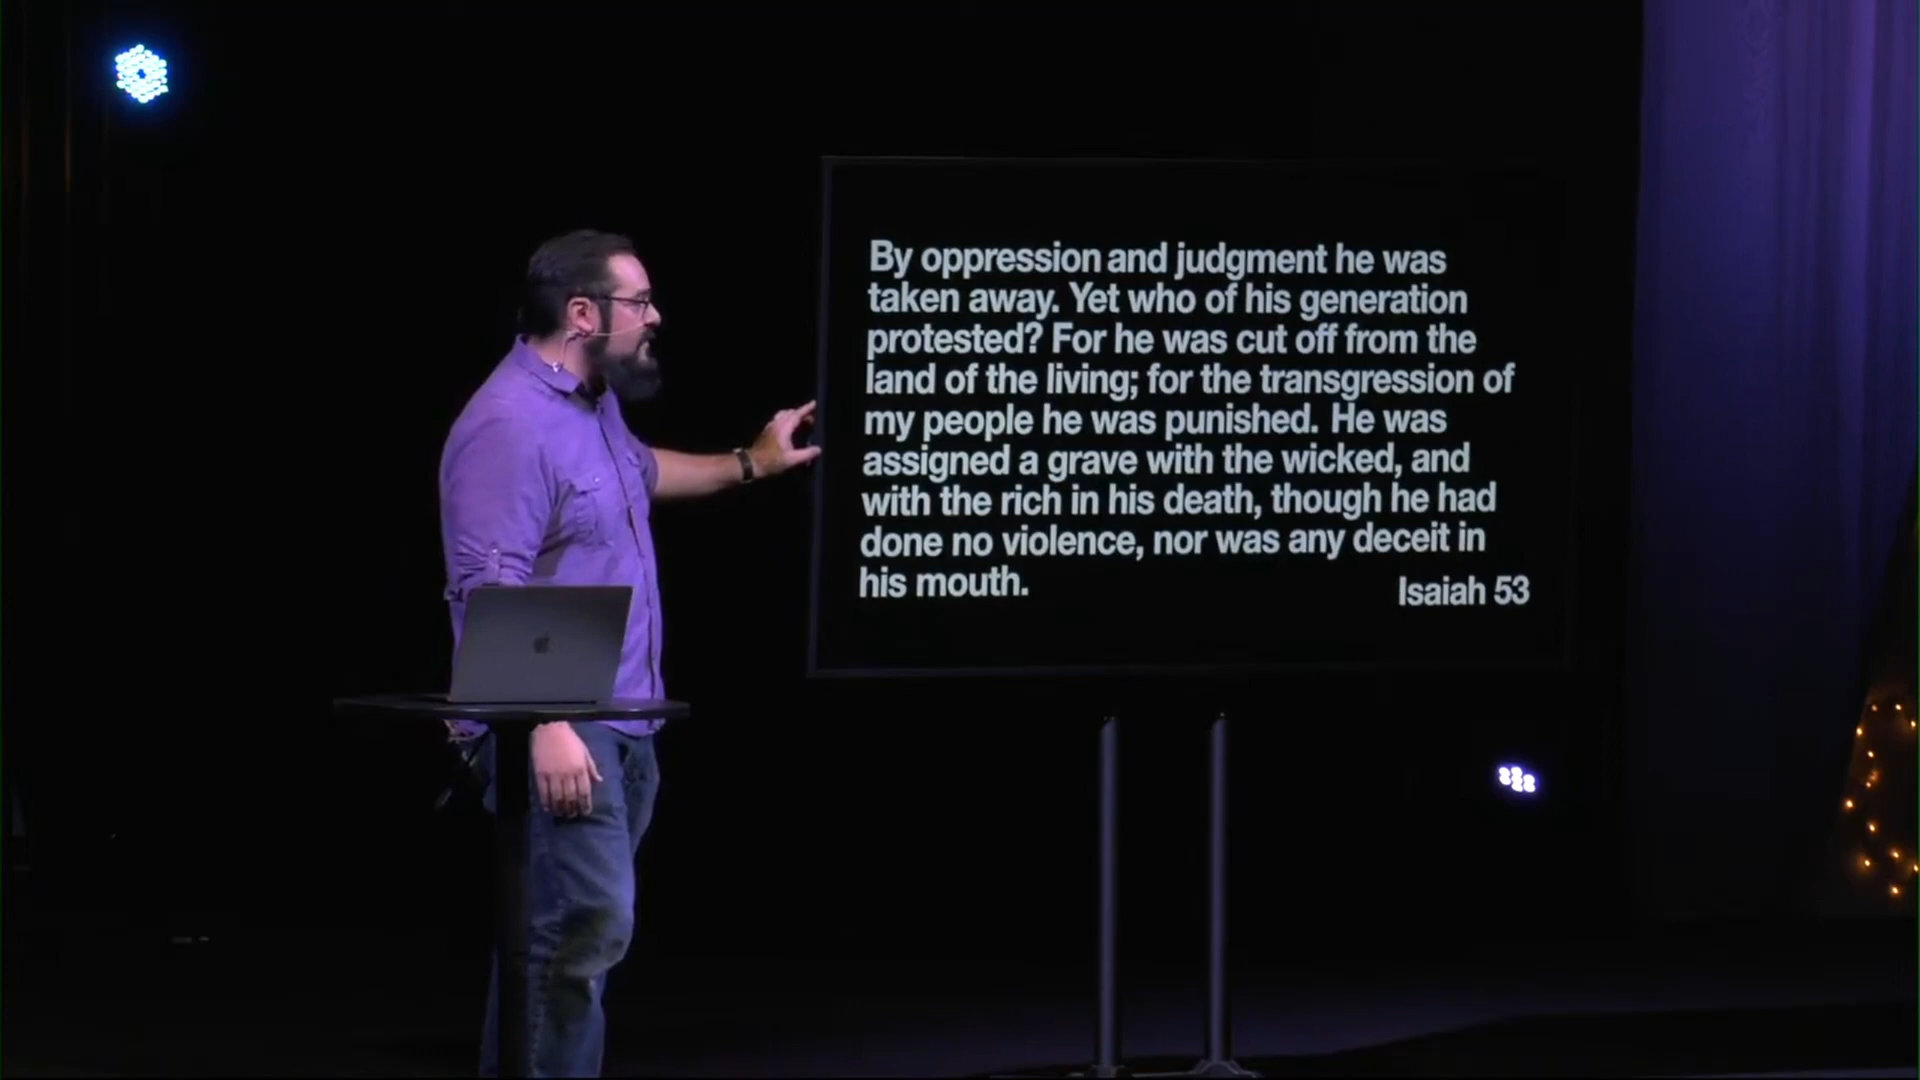 By oppression and judgment he was
taken away. Yet who of his generation
protested? For he was cut off from the
land of the living; for the transgression of
my people he was punished. He was
assigned a grave with the wicked, and
with the rich in his death, though he had
done no violence, nor was any deceit in
his mouth.
Isaiah 53